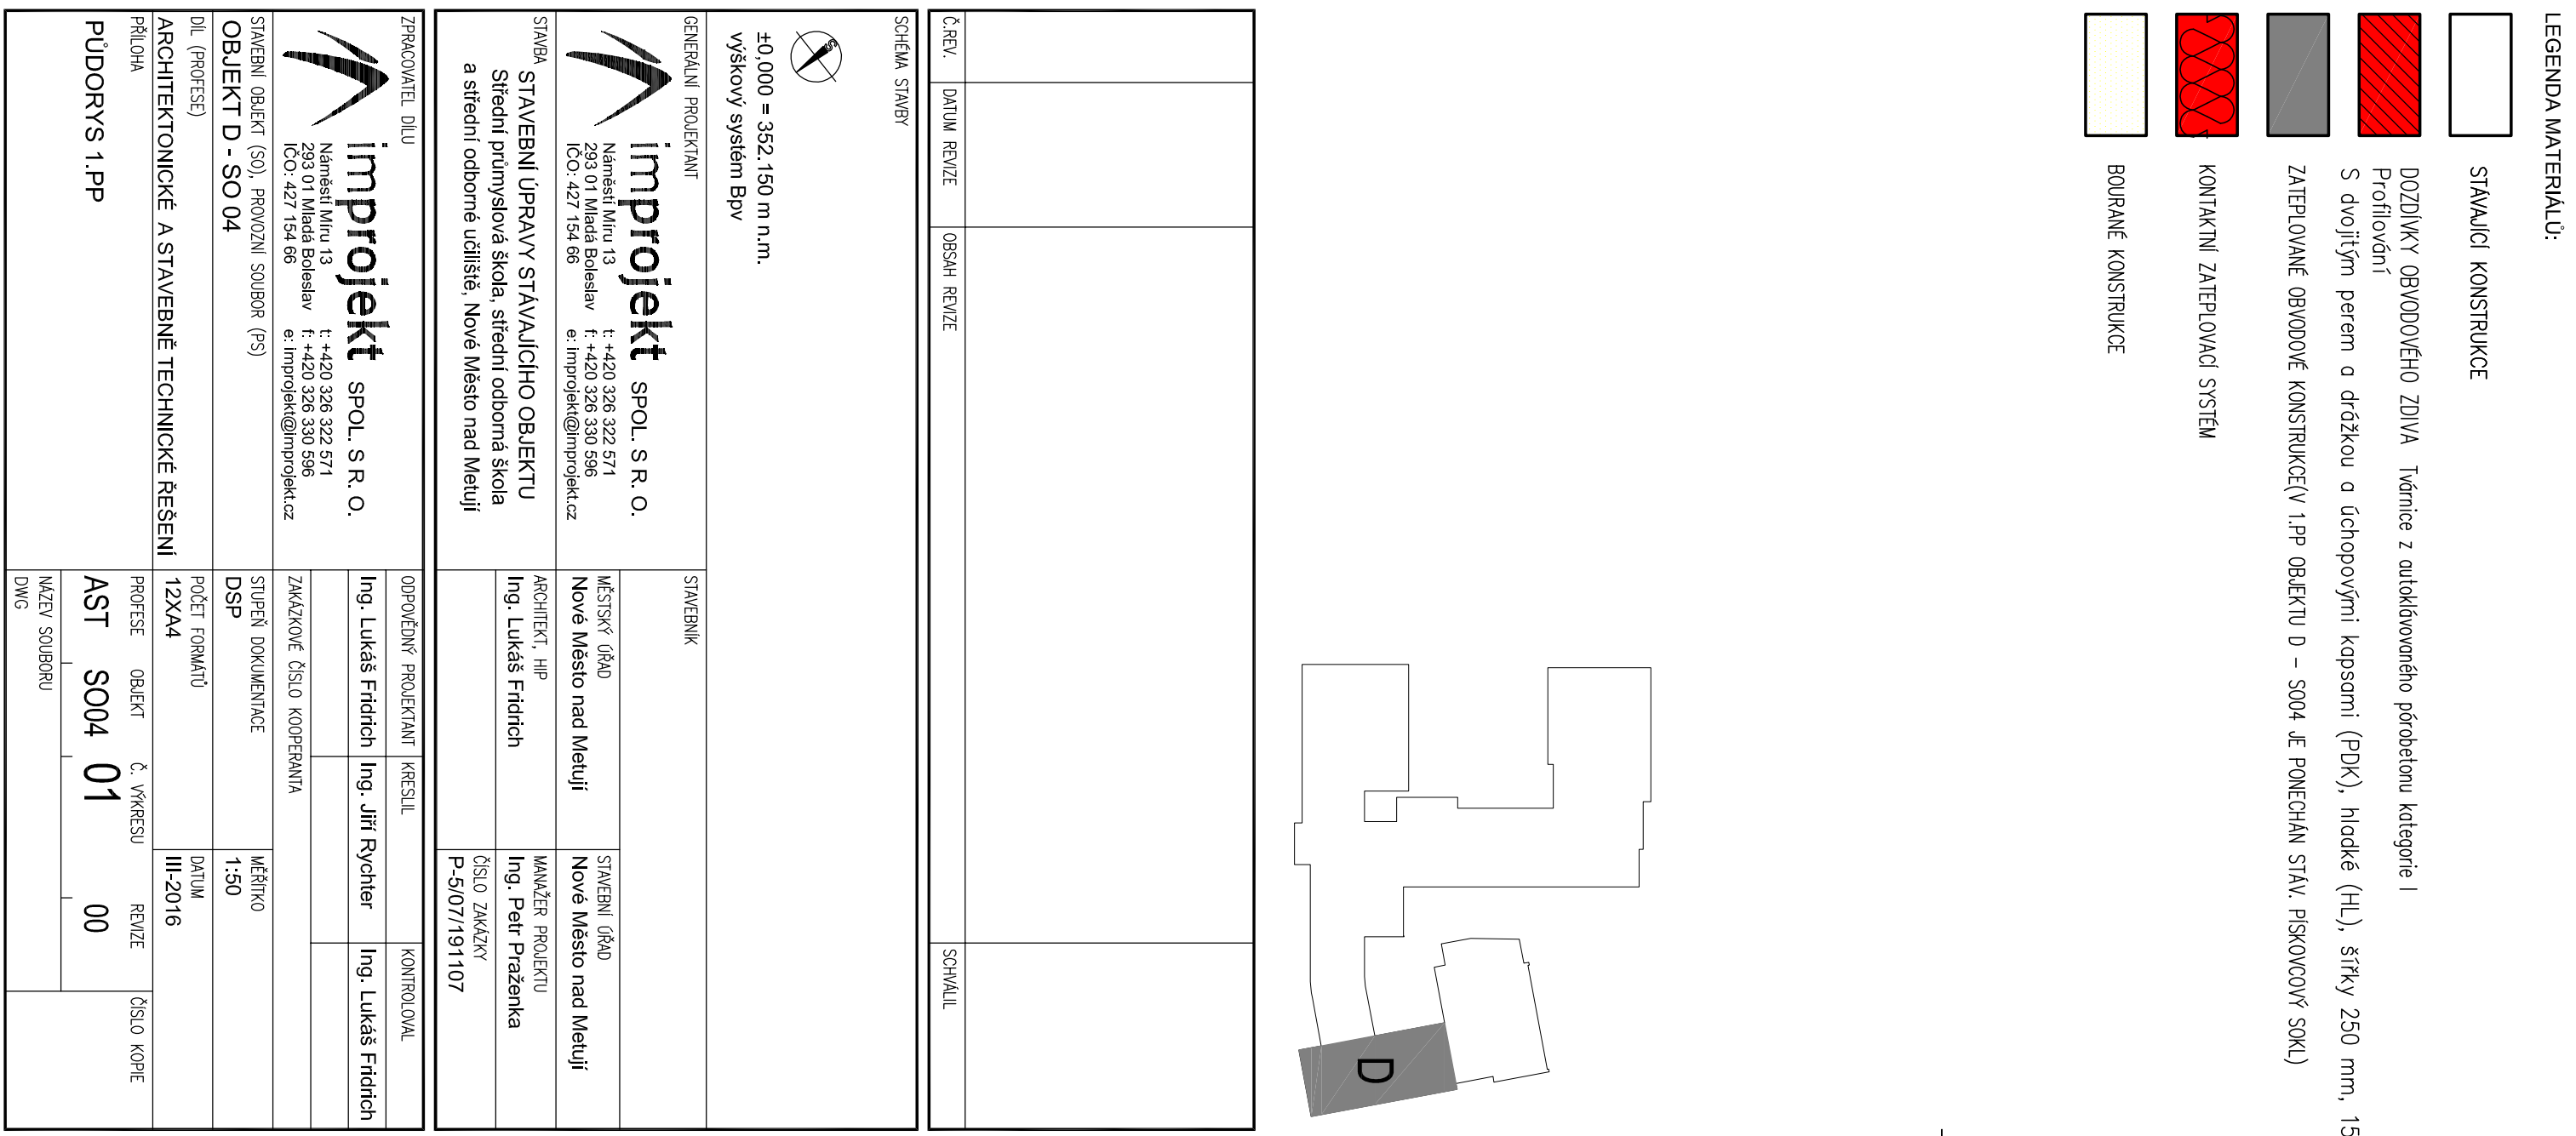 LEGENDA MATERIÁLŮ:
STÁVAJÍCÍ KONSTRUKCE
DOZDÍVKY OBVODOVÉHO ZDIVA Tvárnice z autoklávovaného pórobetonu kategorie I
Profilování
S dvojitým perem a drážkou a úchopovými kapsami (PDK), hladké (HL), šířky 250 mm, 15
ZATEPLOVANÉ OBVODOVÉ KONSTRUKCE(V 1.PP OBJEKTU D - SO04 JE PONECHÁN STÁV. PÍSKOVCOVÝ SOKL)
KONTAKTNÍ ZATEPLOVACÍ SYSTÉM
BOURANÉ KONSTRUKCE
D
Č.REV. DATUM REVIZE OBSAH REVIZE SCHVÁLIL
SCHÉMA STAVBY
S
±0,000 = 352.150 m n.m.
výškový systém Bpv
GENERÁLNÍ PROJEKTANT
improjekt SPOL. S R. O.
Náměstí Míru 13 t: +420 326 322 571
293 01 Mladá Boleslav f: +420 326 330 596
IČO: 427 154 66 e: improjekt@improjekt.cz
STAVEBNÍK
MĚSTSKÝ ÚŘAD STAVEBNÍ ÚŘAD
Nové Město nad Metují Nové Město nad Metují
STAVBA
STAVEBNÍ ÚPRAVY STÁVAJÍCÍHO OBJEKTU
Střední průmyslová škola, střední odborná škola
a střední odborné učiliště, Nové Město nad Metují
ARCHITEKT, HIP MANAŽER PROJEKTU
Ing. Lukáš Fridrich Ing. Petr Praženka
ČÍSLO ZAKÁZKY
P-5/07/191107
ZPRACOVATEL DÍLU
improjekt SPOL. S R. O.
Náměstí Míru 13 t: +420 326 322 571
293 01 Mladá Boleslav f: +420 326 330 596
IČO: 427 154 66 e: improjekt@improjekt.cz
ODPOVĚDNÝ PROJEKTANT KRESLIL KONTROLOVAL
Ing. Lukáš Fridrich Ing. Jiří Rychter Ing. Lukáš Fridrich
ZAKÁZKOVÉ ČÍSLO KOOPERANTA
STAVEBNÍ OBJEKT (SO), PROVOZNÍ SOUBOR (PS)
OBJEKT D - SO 04
STUPEŇ DOKUMENTACE MĚŘÍTKO
DSP 1:50
DÍL (PROFESE)
ARCHITEKTONICKÉ A STAVEBNĚ TECHNICKÉ ŘEŠENÍ
POČET FORMÁTŮ DATUM
12XA4 III-2016
PŘÍLOHA
PŮDORYS 1.PP
PROFESE OBJEKT Č. VÝKRESU REVIZE ČÍSLO KOPIE
AST SO04 01 00
NÁZEV SOUBORU
DWG